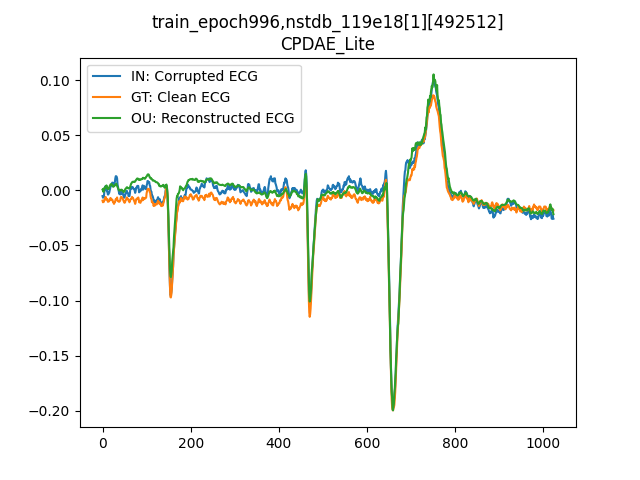 train_epoch996,nstdb_119e18[1][492512]
CPDAE_Lite
IN: Corrupted ECG
GT: Clean ECG
OU: Reconstructed ECG
0.10
0.05
0.00
−0.05
−0.10
−0.15
−0.20
0 200 400 600 800 1000